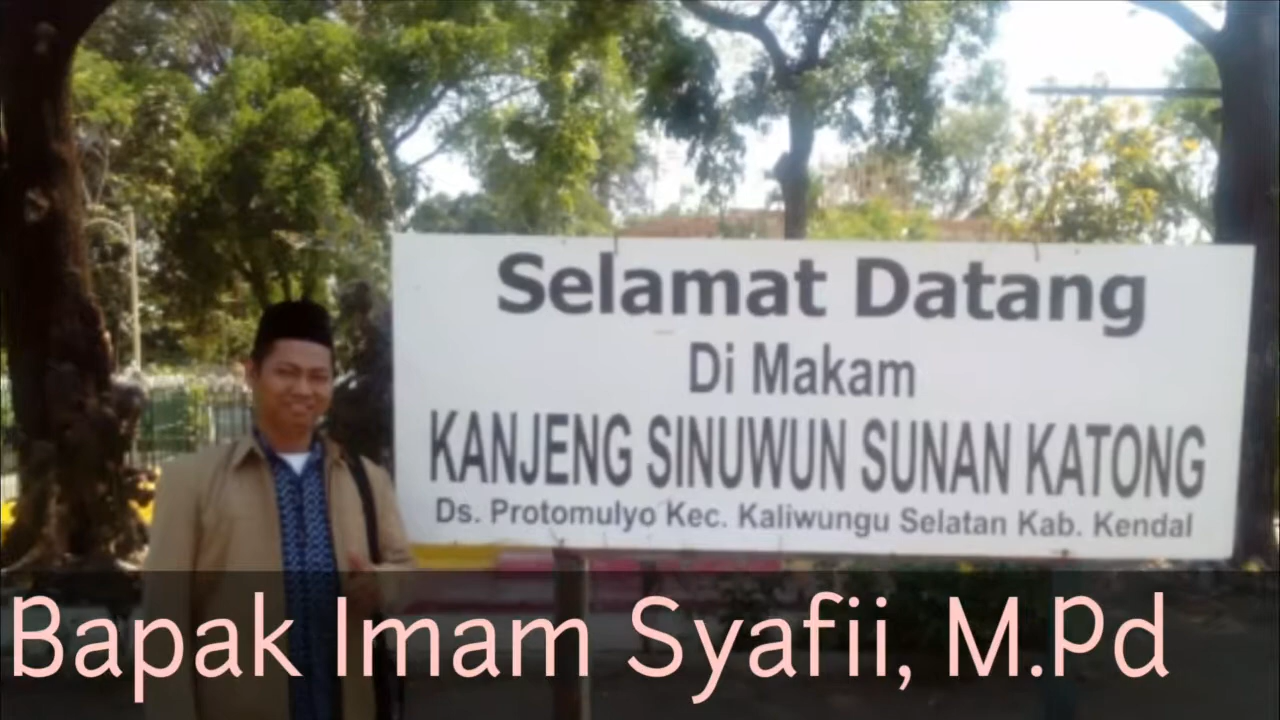 Selamat Datang
Di Makam
KANJENG SINUWUN SUNAN KATONG
Ds. Protomulyo Kec. Kaliwungu Selatan Kab. Kendal
Bapak Imam Syafii, M.Pd